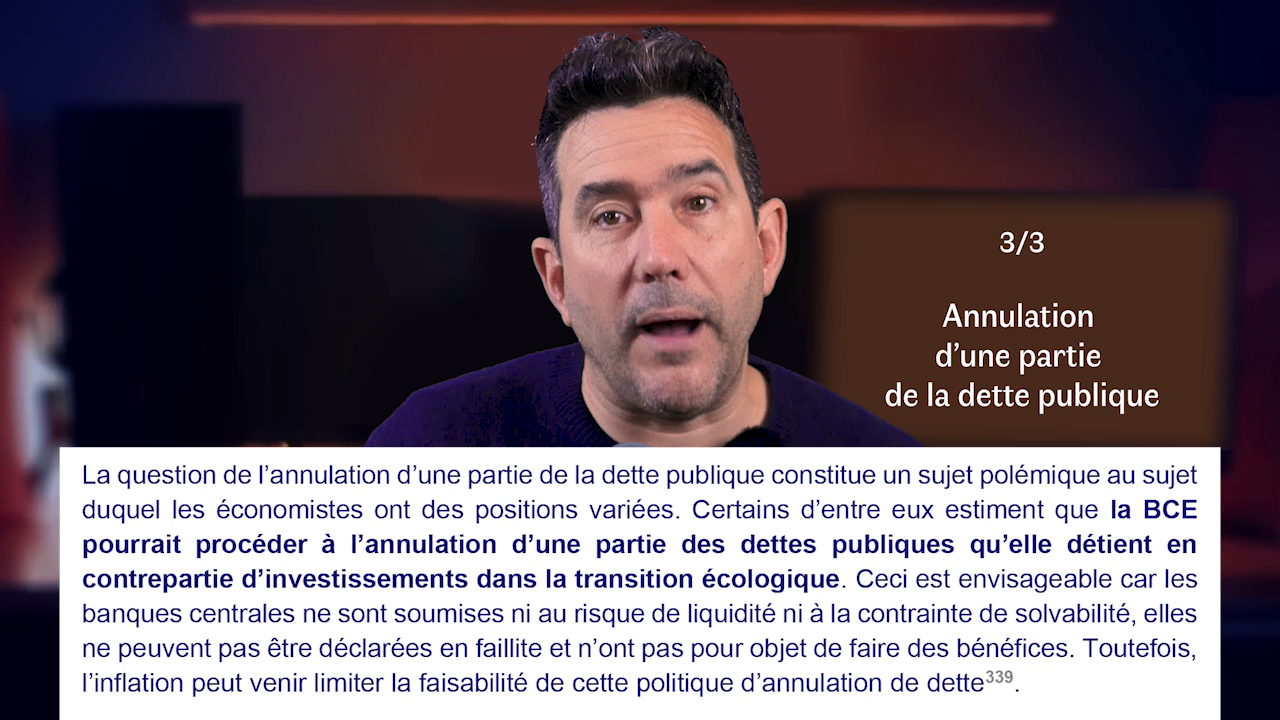 3/3
Annulation
d’une partie
de la dette publique
La question de l’annulation d’une partie de la dette publique constitue un sujet polémique au sujet
duquel les économistes ont des positions variées. Certains d’entre eux estiment que la BCE
pourrait procéder à l’annulation d’une partie des dettes publiques qu’elle détient en
contrepartie d’investissements dans la transition écologique. Ceci est envisageable car les
banques centrales ne sont soumises ni au risque de liquidité ni à la contrainte de solvabilité, elles
ne peuvent pas être déclarées en faillite et n’ont pas pour objet de faire des bénéfices. Toutefois,
l’inflation peut venir limiter la faisabilité de cette politique d’annulation de dette339.